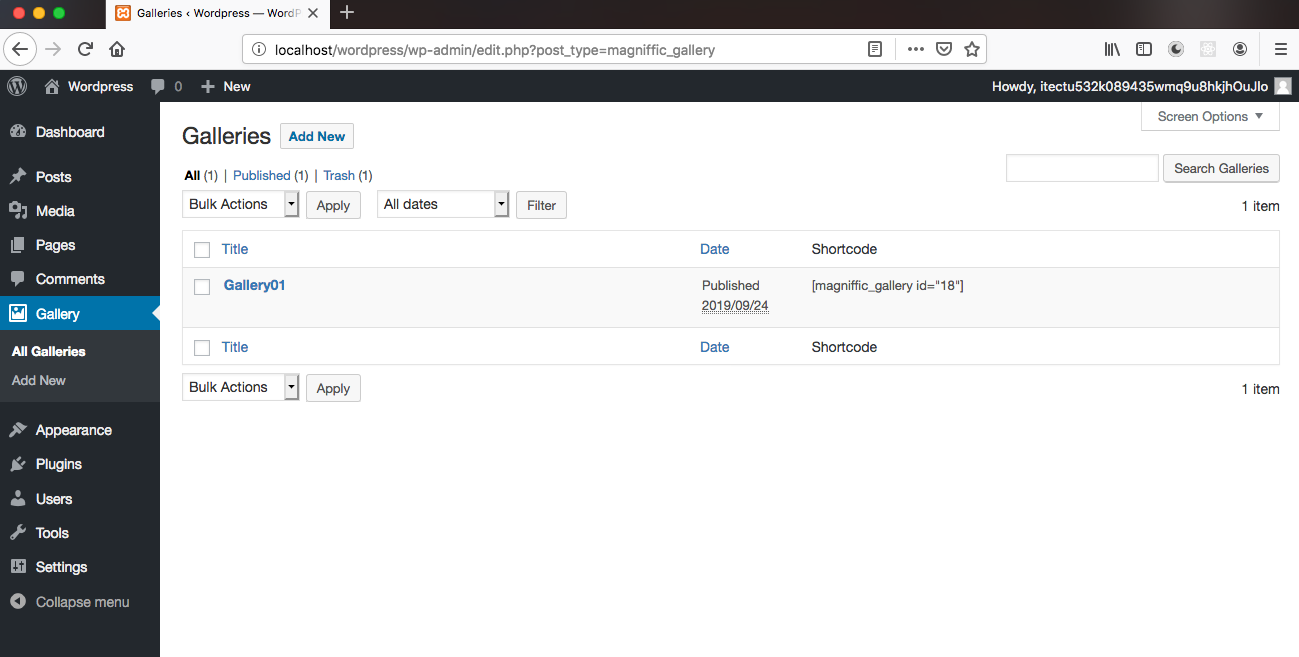 Galleries ‹ Wordpress — WordP
localhost/wordpress/wp-admin/edit.php?post_type=magniffic_gallery
Wordpress 0 New Howdy, itectu532k089435wmq9u8hkjhOuJlo
Screen Options
Dashboard
Posts
Media
Pages
Comments
Gallery
All Galleries
Add New
Appearance
Plugins
Users
Tools
Settings
Collapse menu
Galleries Add New
All (1) | Published (1) | Trash (1)
Search Galleries
Bulk Actions Apply All dates Filter 1 item
Title Date Shortcode
Gallery01 Published [magniffic_gallery id="18"]
2019/09/24
Title Date Shortcode
Bulk Actions Apply 1 item